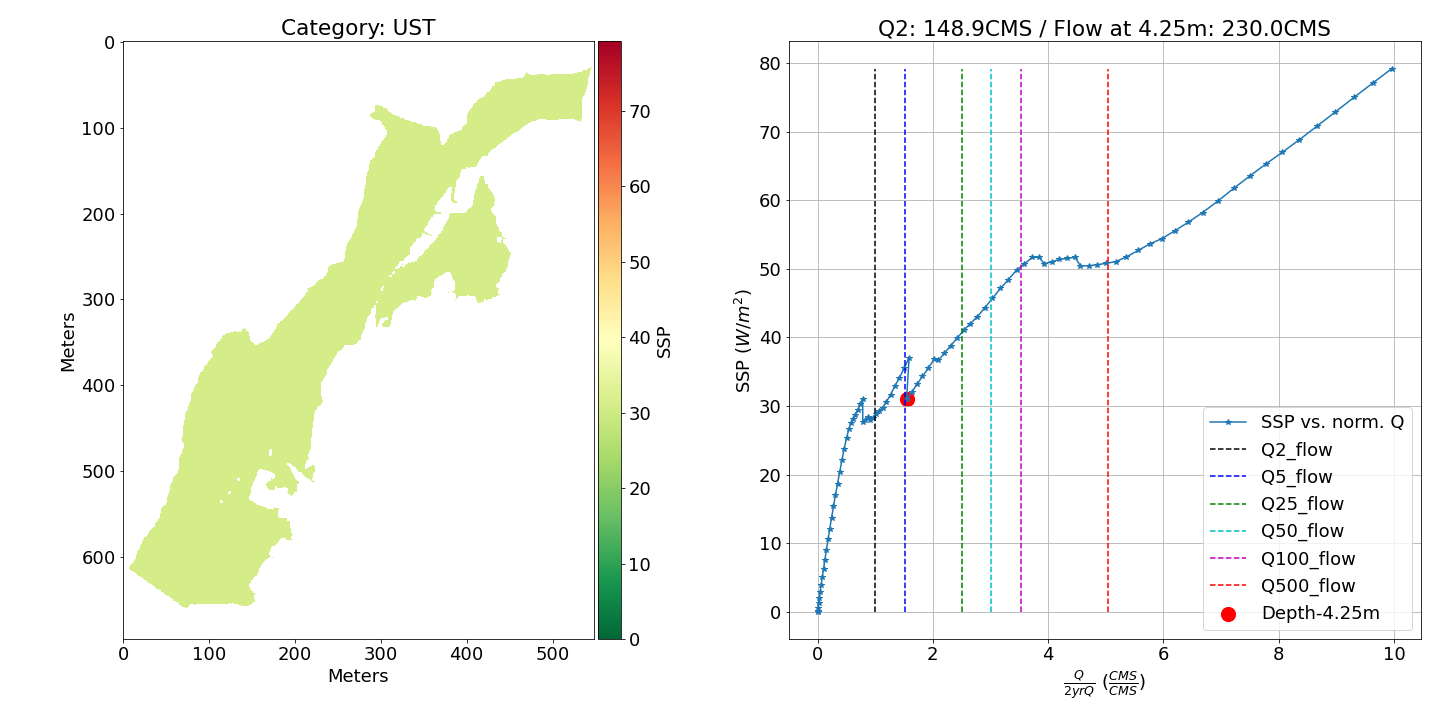 Category: UST
0
100
200
300
400
500
600
Meters
0
100
200
300
400
500
Meters
70
60
50
40
30
20
10
0
SSP
Q2: 148.9CMS / Flow at 4.25m: 230.0CMS
80
70
60
50
40
30
20
10
0
SSP (W/m²)
0
2
4
6
8
10
Q/2yrQ (CMS/CMS)
SSP vs. norm. Q
Q2_flow
Q5_flow
Q25_flow
Q50_flow
Q100_flow
Q500_flow
Depth-4.25m